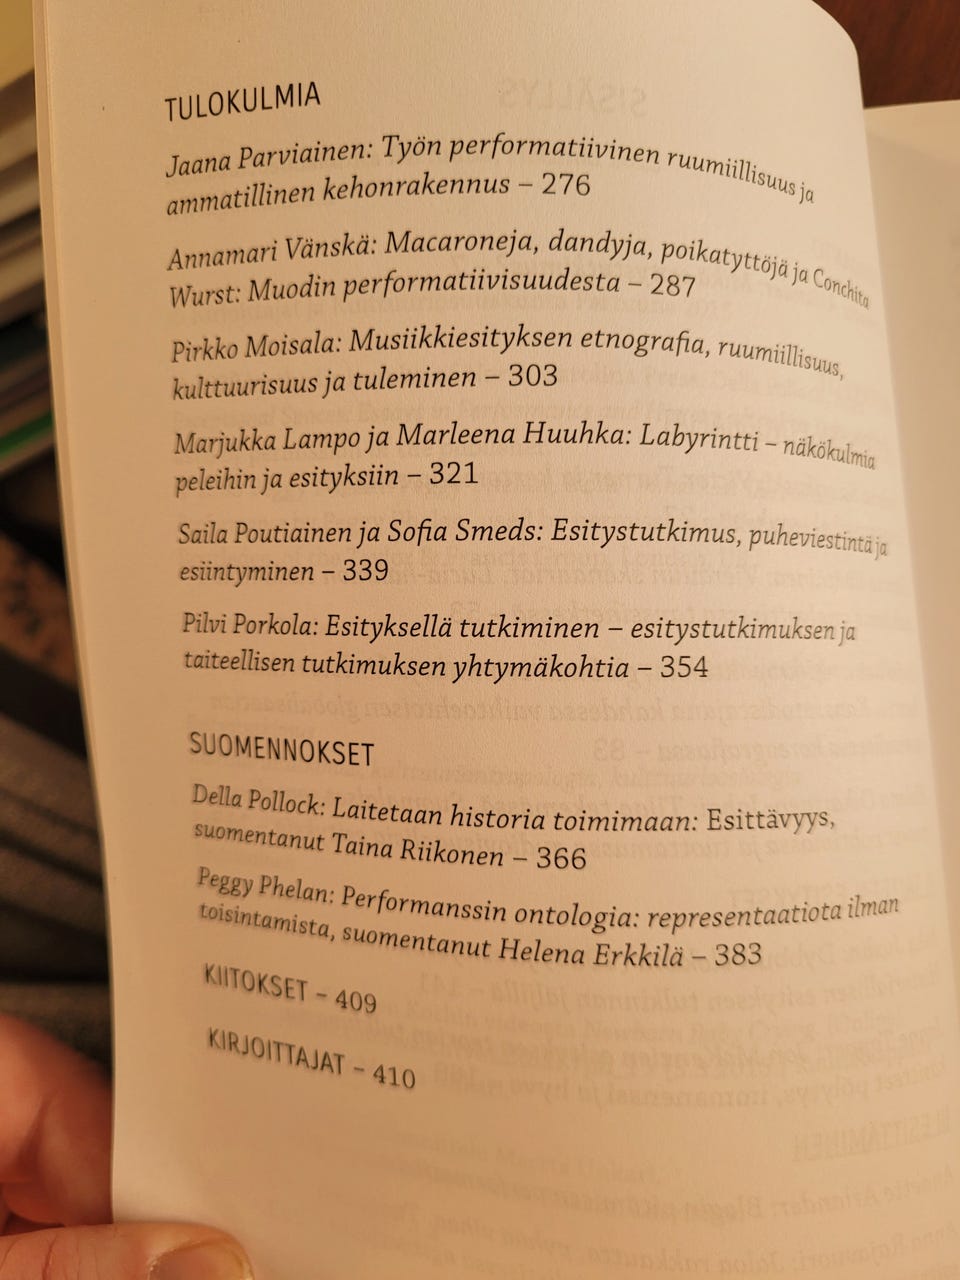 TULOKULMIA
Jaana Parviainen: Työn performatiivinen ruumiillisuus ja
ammatillinen kehonrakennus – 276
Annamari Vänskä: Macaroneja, dandyja, poikatyttöjä ja Conchita
Wurst: Muodin performatiivisuudesta – 287
Pirkko Moisala: Musiikkiesityksen etnografia, ruumiillisuus,
kulttuurisuus ja tuleminen – 303
Marjukka Lampo ja Marleena Huuhka: Labyrintti – näkökulmia
peleihin ja esityksiin – 321
Saila Poutiainen ja Sofia Smeds: Esitystutkimus, puheviestintä ja
esiintyminen – 339
Pilvi Porkola: Esityksellä tutkiminen – esitystutkimuksen ja
taiteellisen tutkimuksen yhtymäkohtia – 354
SUOMENNOKSET
Della Pollock: Laitetaan historia toimimaan: Esittävyys,
suomentanut Taina Riikonen – 366
Peggy Phelan: Performanssin ontologia: representaatiota ilman
toisintamista, suomentanut Helena Erkkilä – 383
KIITOKSET – 409
KIRJOITTAJAT – 410